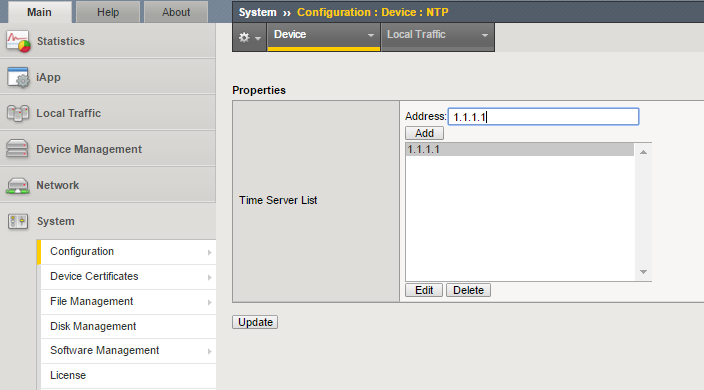 Main Help About
System ›› Configuration : Device : NTP
Device Local Traffic
Statistics
iApp
Local Traffic
Device Management
Network
System
Configuration
Device Certificates
File Management
Disk Management
Software Management
License
Properties
Time Server List
Address: 1.1.1.1
Add
1.1.1.1
Edit Delete
Update